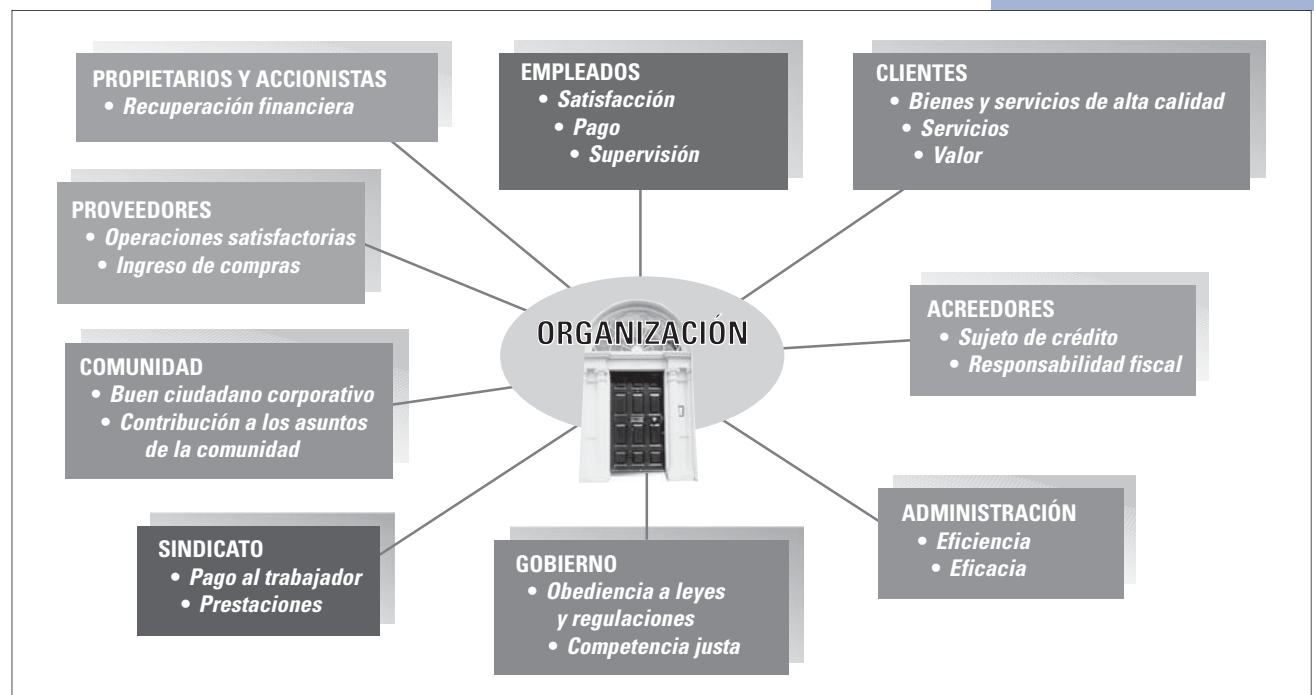 PROPIETARIOS Y ACCIONISTAS
• Recuperación financiera
EMPLEADOS
• Satisfacción
• Pago
• Supervisión
CLIENTES
• Bienes y servicios de alta calidad
• Servicios
• Valor
PROVEEDORES
• Operaciones satisfactorias
• Ingreso de compras
ORGANIZACIÓN
ACREEDORES
• Sujeto de crédito
• Responsabilidad fiscal
COMUNIDAD
• Buen ciudadano corporativo
• Contribución a los asuntos
de la comunidad
ADMINISTRACIÓN
• Eficiencia
• Eficacia
SINDICATO
• Pago al trabajador
• Prestaciones
GOBIERNO
• Obediencia a leyes
y regulaciones
• Competencia justa